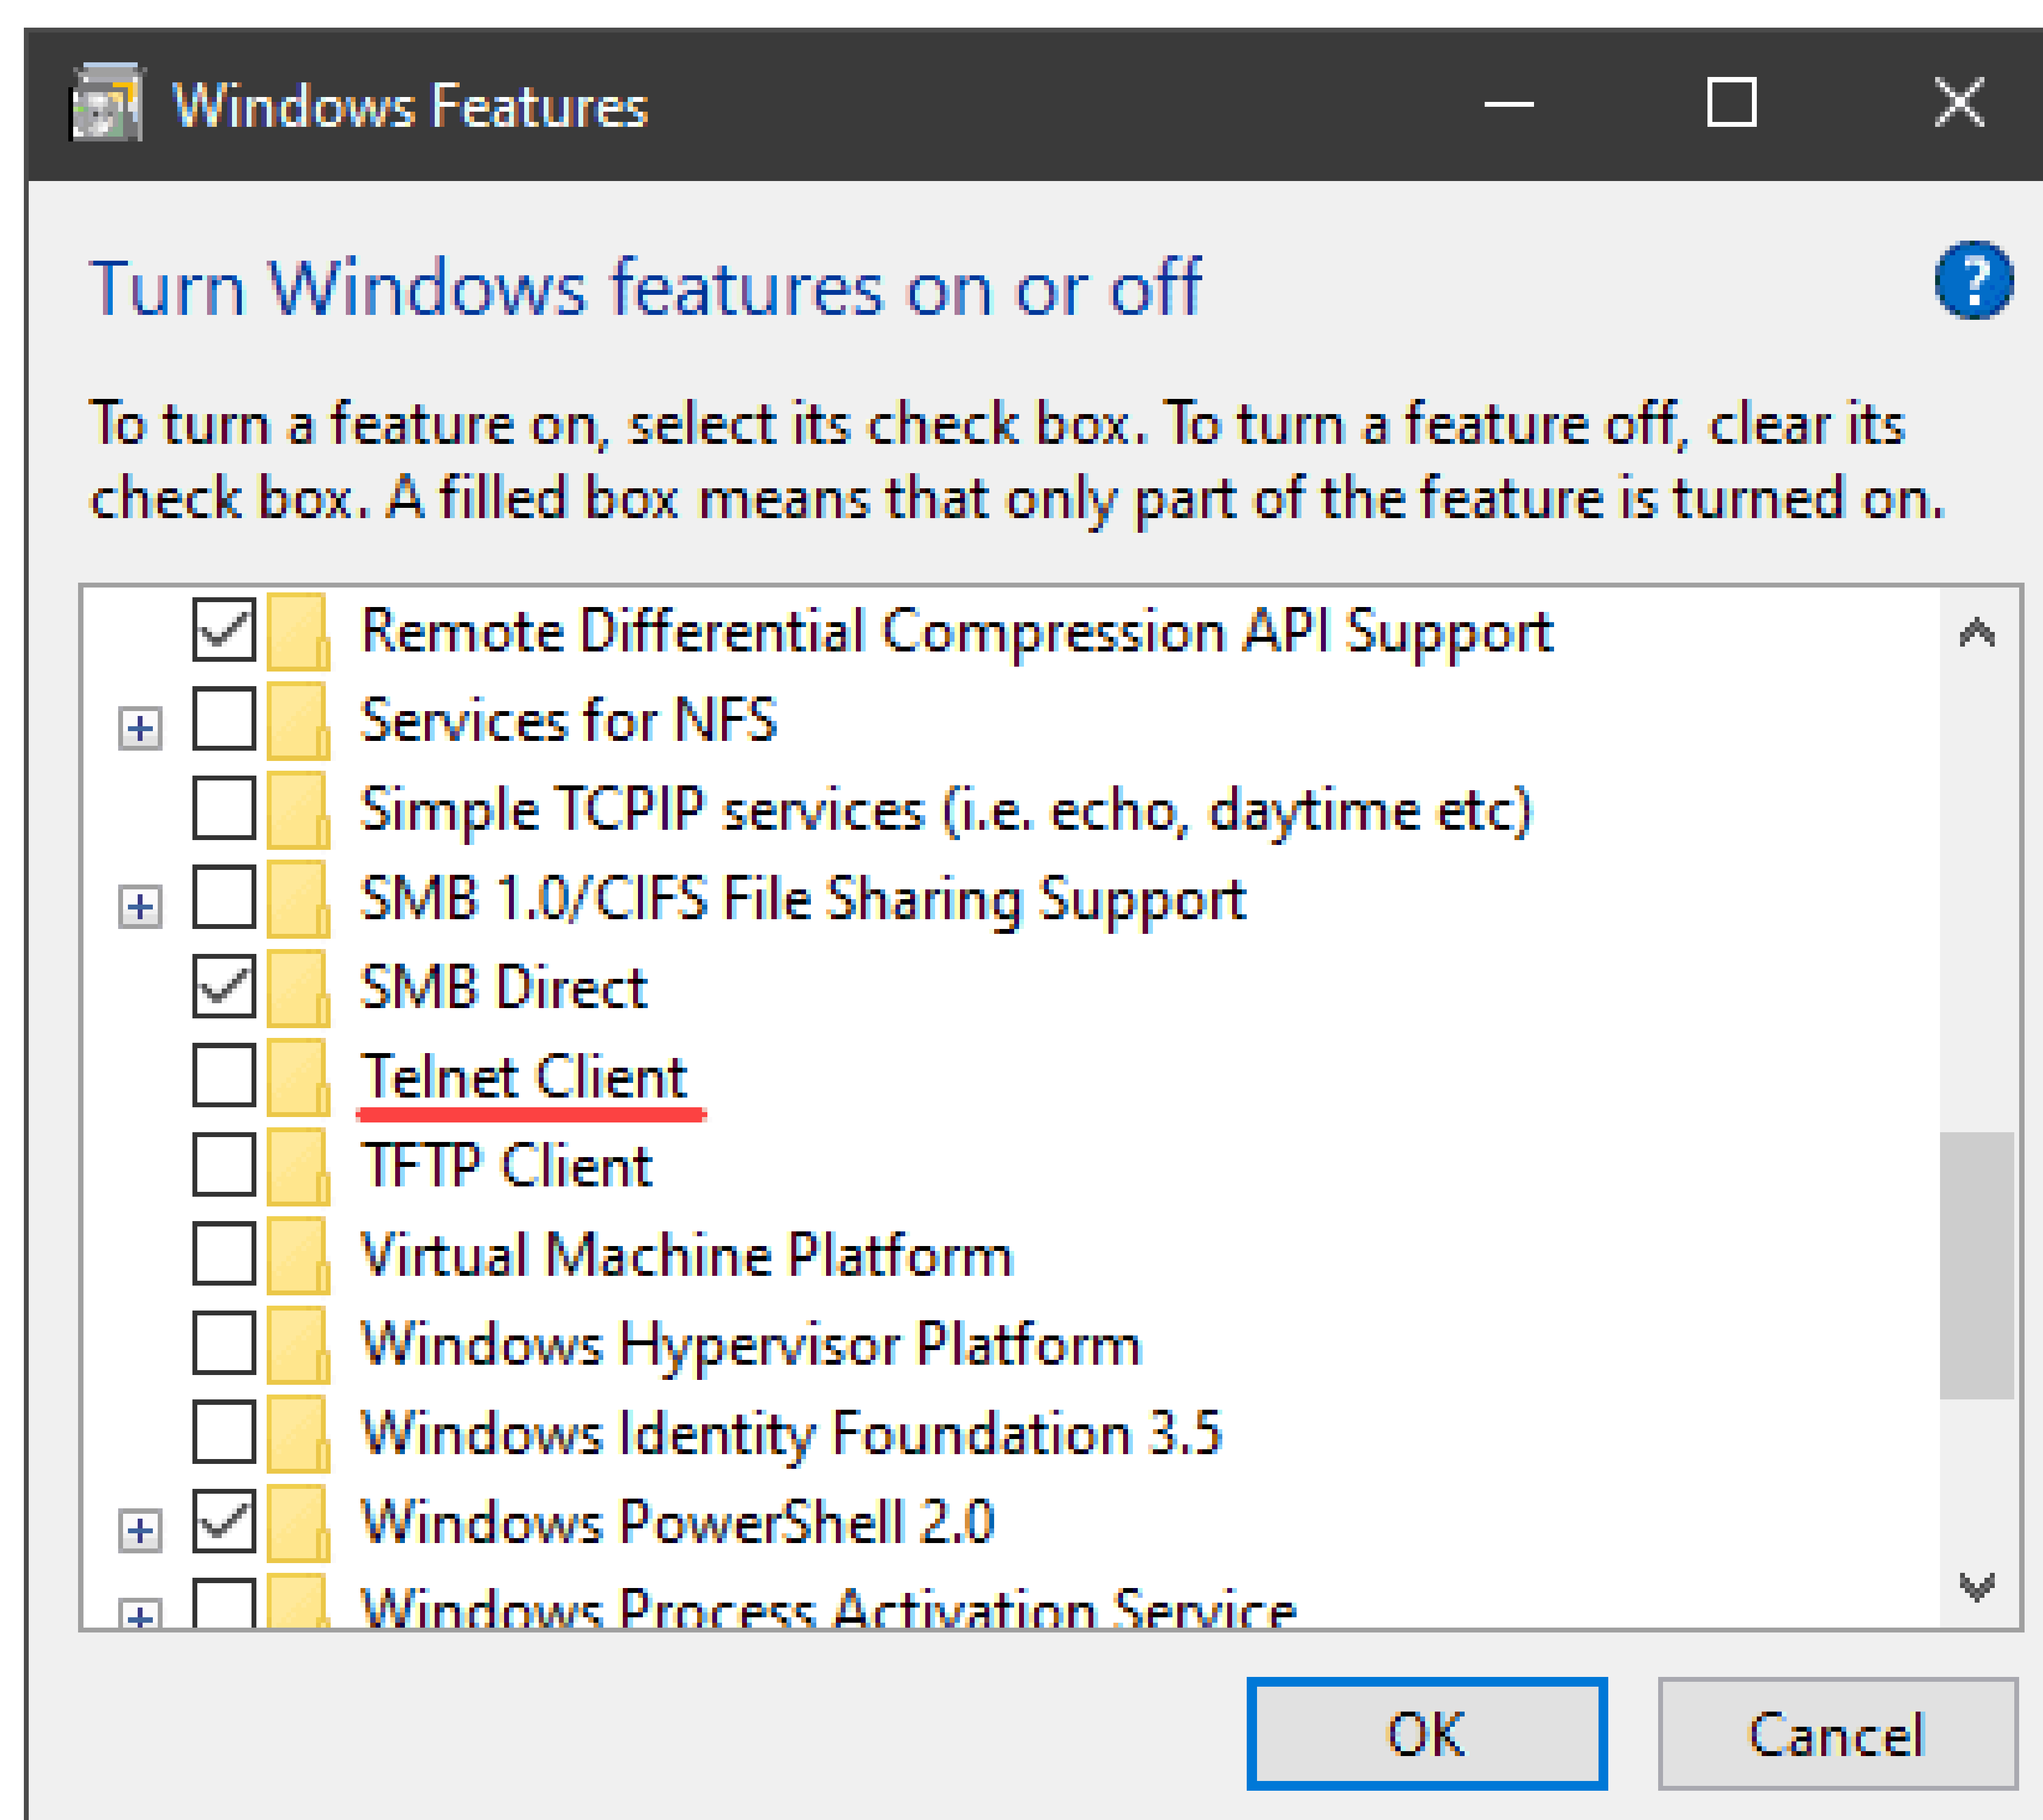 Windows Features
Turn Windows features on or off
To turn a feature on, select its check box. To turn a feature off, clear its
check box. A filled box means that only part of the feature is turned on.
Remote Differential Compression API Support
Services for NFS
Simple TCPIP services (i.e. echo, daytime etc)
SMB 1.0/CIFS File Sharing Support
SMB Direct
Telnet Client
TFTP Client
Virtual Machine Platform
Windows Hypervisor Platform
Windows Identity Foundation 3.5
Windows PowerShell 2.0
Windows Process Activation Service
OK Cancel